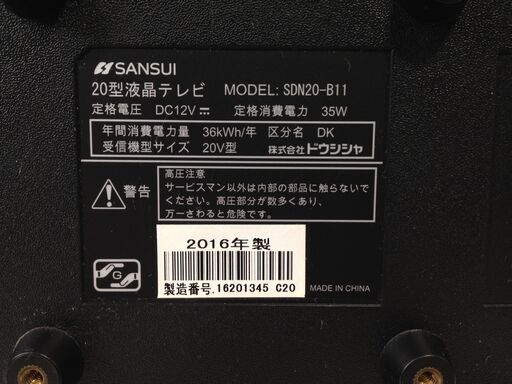 SANSUI
20型液晶テレビ MODEL: SDN20-B11
定格電圧 DC12V⎓ 定格消費電力 35W
年間消費電力量 36kWh/年 区分名 DK
受信機型サイズ 20V型 株式会社ドウシシャ
警告
高圧注意
サービスマン以外は内部の部品に触らないで
ください。高圧部分が数多くあり、
万一さわると危険です。
G
2016年製
製造番号.16201345 C20
MADE IN CHINA